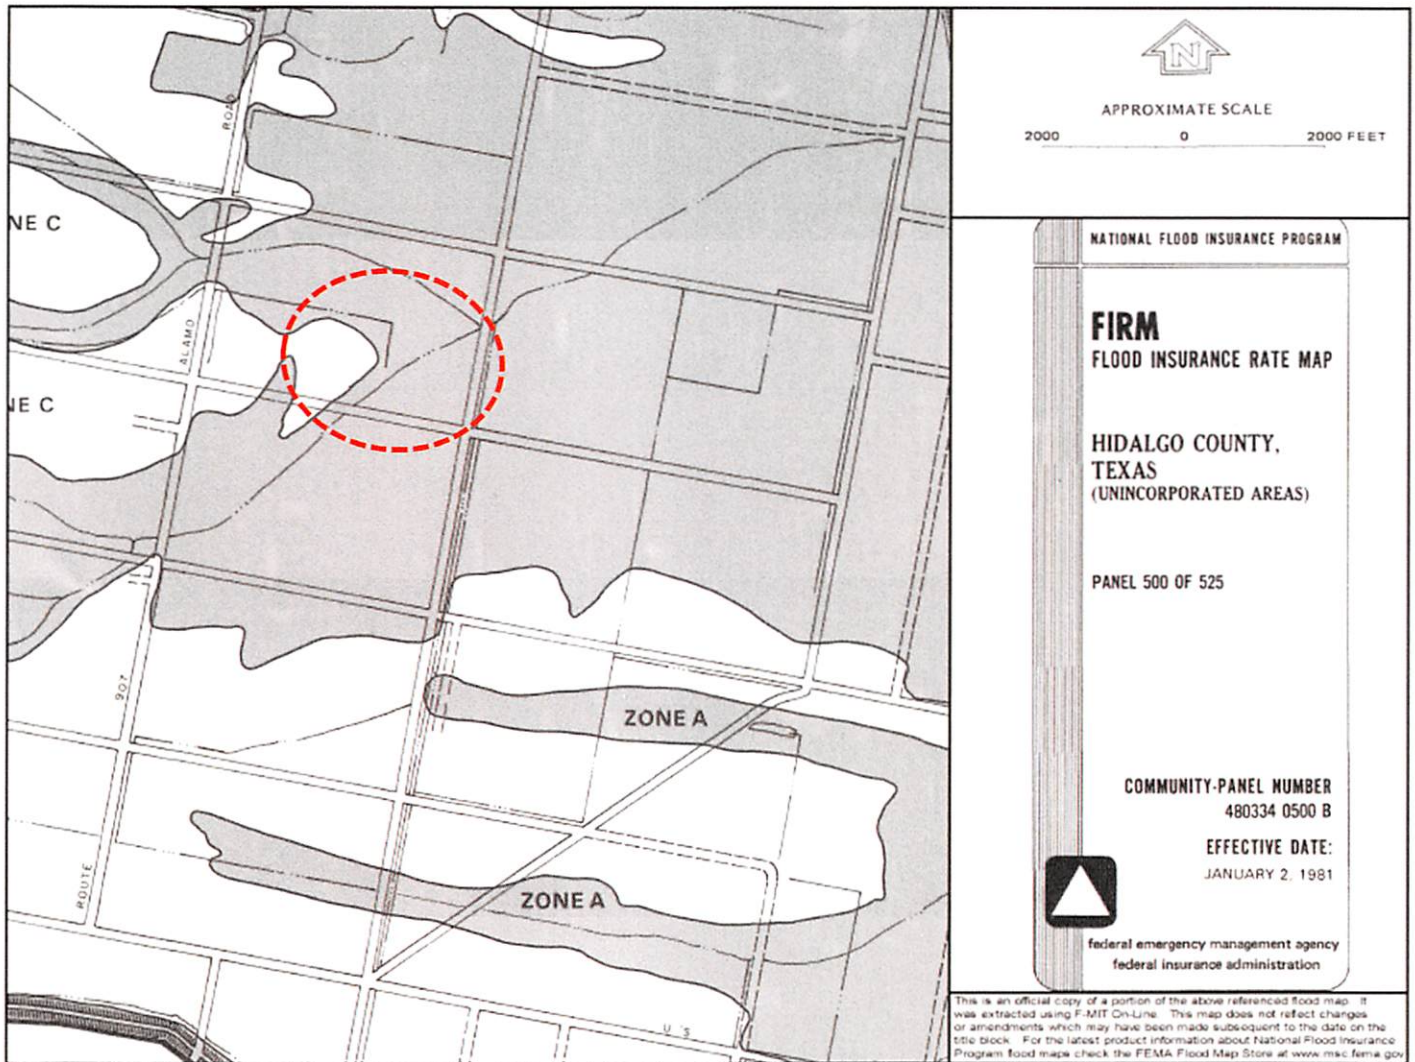 ROAD
NE C
ALAMO
NE C
907
ZONE A
ROUTE
ZONE A
U S
N
APPROXIMATE SCALE
2000 0 2000 FEET
NATIONAL FLOOD INSURANCE PROGRAM
FIRM
FLOOD INSURANCE RATE MAP
HIDALGO COUNTY,
TEXAS
(UNINCORPORATED AREAS)
PANEL 500 OF 525
COMMUNITY-PANEL NUMBER
480334 0500 B
EFFECTIVE DATE:
JANUARY 2, 1981
federal emergency management agency
federal insurance administration
This is an official copy of a portion of the above referenced flood map. It
was extracted using F-MIT On-Line. This map does not reflect changes
or amendments which may have been made subsequent to the date on the
title block. For the latest product information about National Flood Insurance
Program flood maps check the FEMA Flood Map Store at www.msc.fema.gov